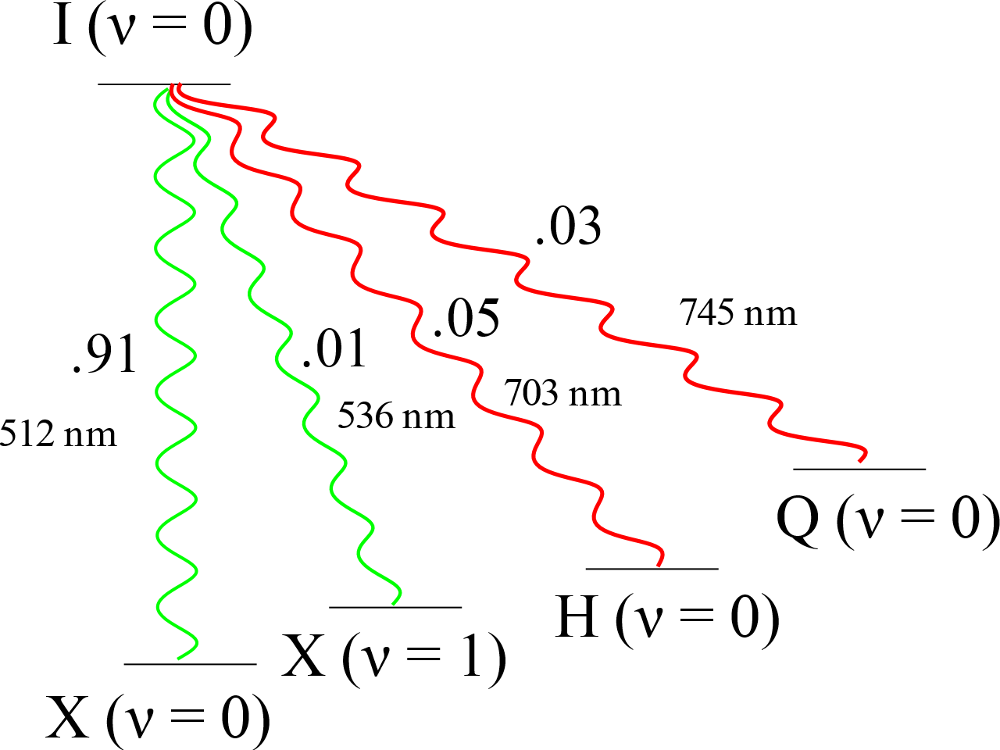 I (ν = 0)
.03
745 nm
.05
.91
.01
703 nm
536 nm
512 nm
Q (ν = 0)
H (ν = 0)
X (ν = 1)
X (ν = 0)